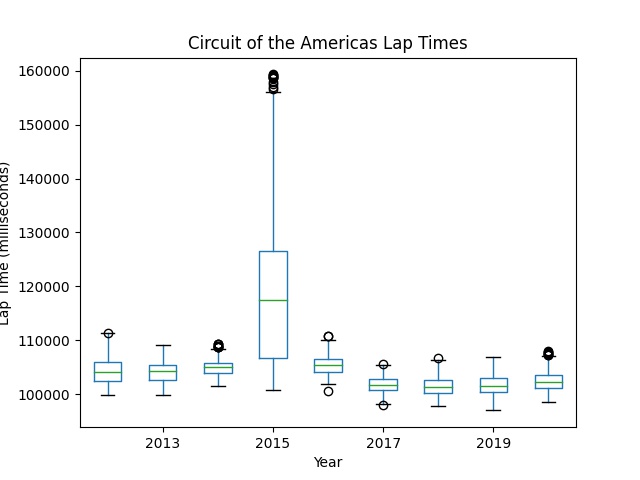 Circuit of the Americas Lap Times
160000
150000
140000
130000
120000
110000
100000
Lap Time (milliseconds)
2013 2015 2017 2019
Year